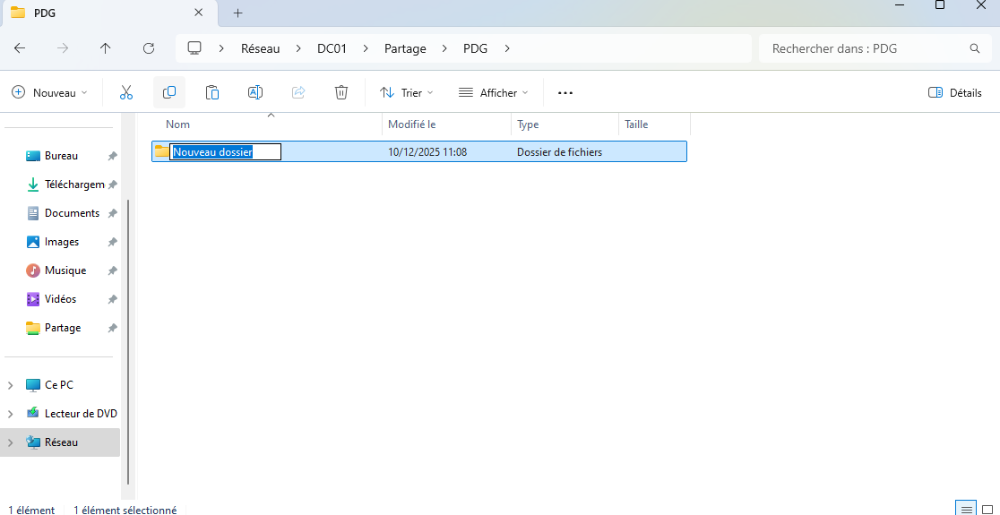 PDG
Réseau > DC01 > Partage > PDG >
Rechercher dans : PDG
Nouveau
Trier
Afficher
Détails
Nom
Modifié le
Type
Taille
Nouveau dossier
10/12/2025 11:08
Dossier de fichiers
Bureau
Téléchargem
Documents
Images
Musique
Vidéos
Partage
Ce PC
Lecteur de DVD
Réseau
1 élément
1 élément sélectionné